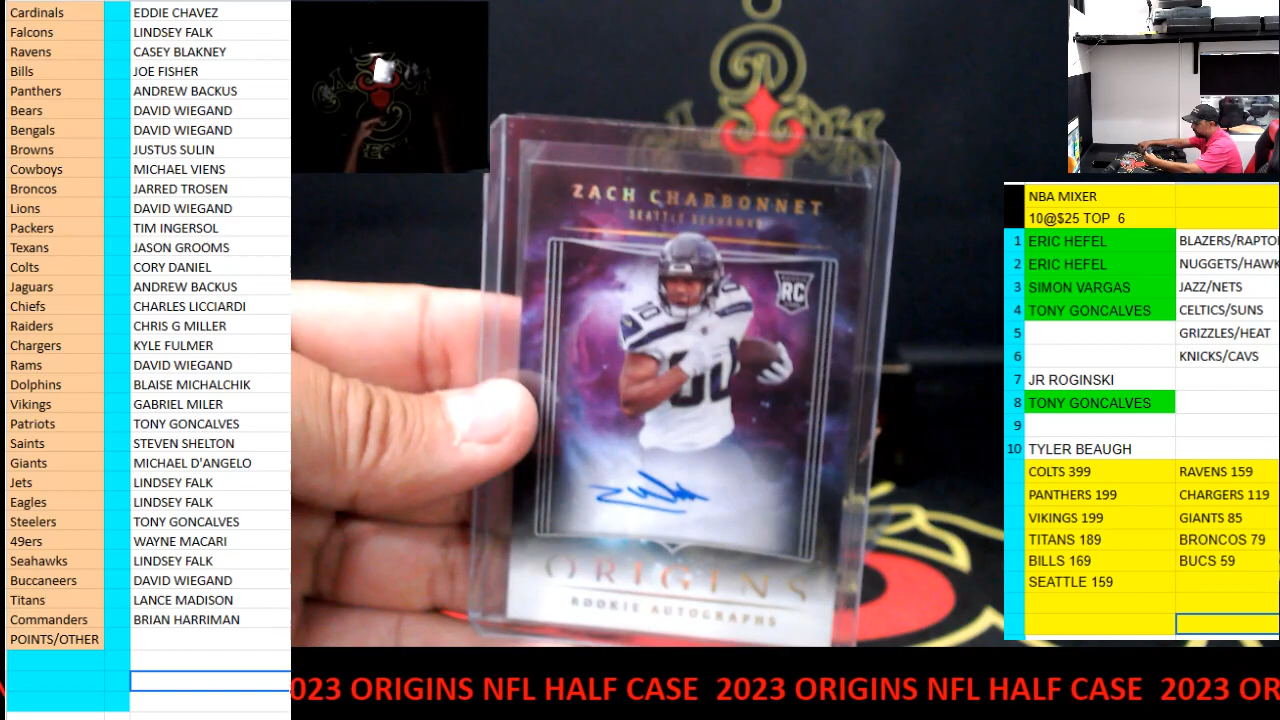 Cardinals EDDIE CHAVEZ
Falcons LINDSEY FALK
Ravens CASEY BLAKNEY
Bills JOE FISHER
Panthers ANDREW BACKUS
Bears DAVID WIEGAND
Bengals DAVID WIEGAND
Browns JUSTUS SULIN
Cowboys MICHAEL VIENS
Broncos JARRED TROSEN
Lions DAVID WIEGAND
Packers TIM INGERSOL
Texans JASON GROOMS
Colts CORY DANIEL
Jaguars ANDREW BACKUS
Chiefs CHARLES LICCIARDI
Raiders CHRIS G MILLER
Chargers KYLE FULMER
Rams DAVID WIEGAND
Dolphins BLAISE MICHALCHIK
Vikings GABRIEL MILER
Patriots TONY GONCALVES
Saints STEVEN SHELTON
Giants MICHAEL D'ANGELO
Jets LINDSEY FALK
Eagles LINDSEY FALK
Steelers TONY GONCALVES
49ers WAYNE MACARI
Seahawks LINDSEY FALK
Buccaneers DAVID WIEGAND
Titans LANCE MADISON
Commanders BRIAN HARRIMAN
POINTS/OTHER
ZACH CHARBONNET
SEATTLE SEAHAWKS
RC
ORIGINS
ROOKIE AUTOGRAPHS
NBA MIXER
10@$25 TOP 6
1 ERIC HEFEL BLAZERS/RAPTO
2 ERIC HEFEL NUGGETS/HAWK
3 SIMON VARGAS JAZZ/NETS
4 TONY GONCALVES CELTICS/SUNS
5 GRIZZLES/HEAT
6 KNICKS/CAVS
7 JR ROGINSKI
8 TONY GONCALVES
9
10 TYLER BEAUGH
COLTS 399 RAVENS 159
PANTHERS 199 CHARGERS 119
VIKINGS 199 GIANTS 85
TITANS 189 BRONCOS 79
BILLS 169 BUCS 59
SEATTLE 159
023 ORIGINS NFL HALF CASE 2023 ORIGINS NFL HALF CASE 2023 OR